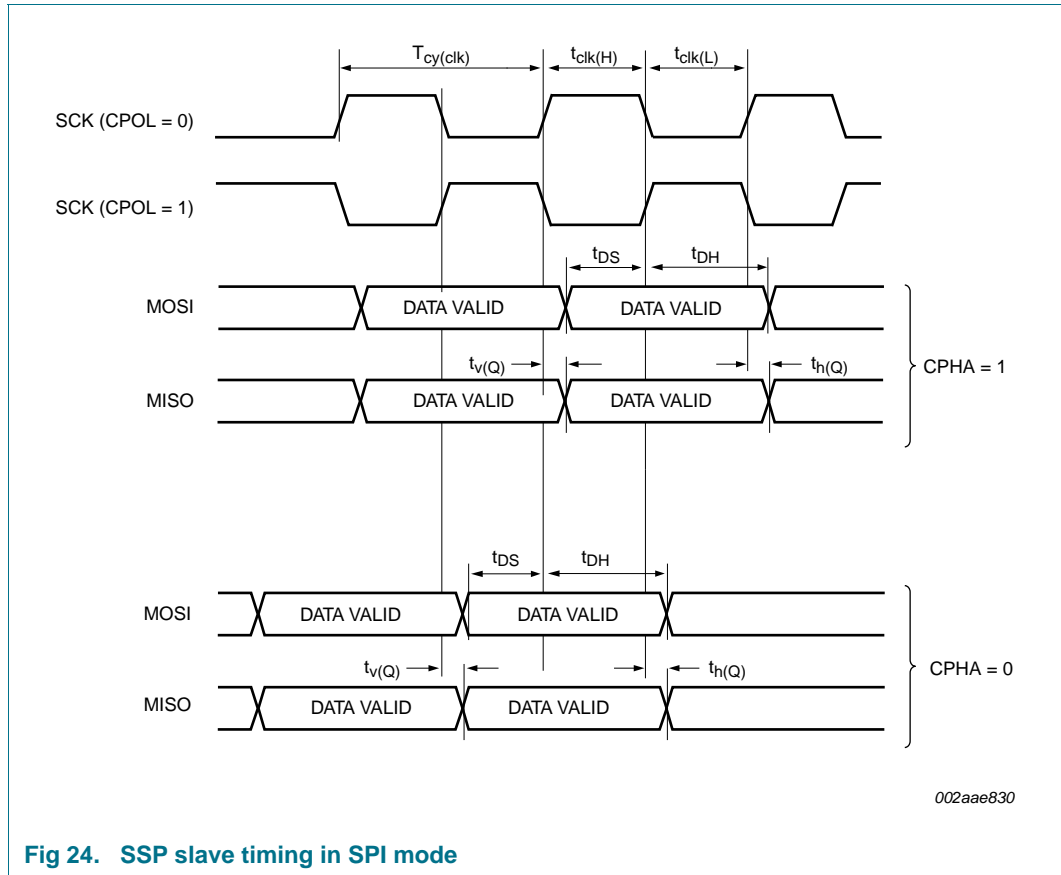 Tcy(clk) tclk(H) tclk(L)
SCK (CPOL = 0)
SCK (CPOL = 1)
tDS tDH
MOSI DATA VALID DATA VALID
tv(Q) th(Q)
CPHA = 1
MISO DATA VALID DATA VALID
tDS tDH
MOSI DATA VALID DATA VALID
tv(Q) th(Q)
CPHA = 0
MISO DATA VALID DATA VALID
002aae830
Fig 24. SSP slave timing in SPI mode